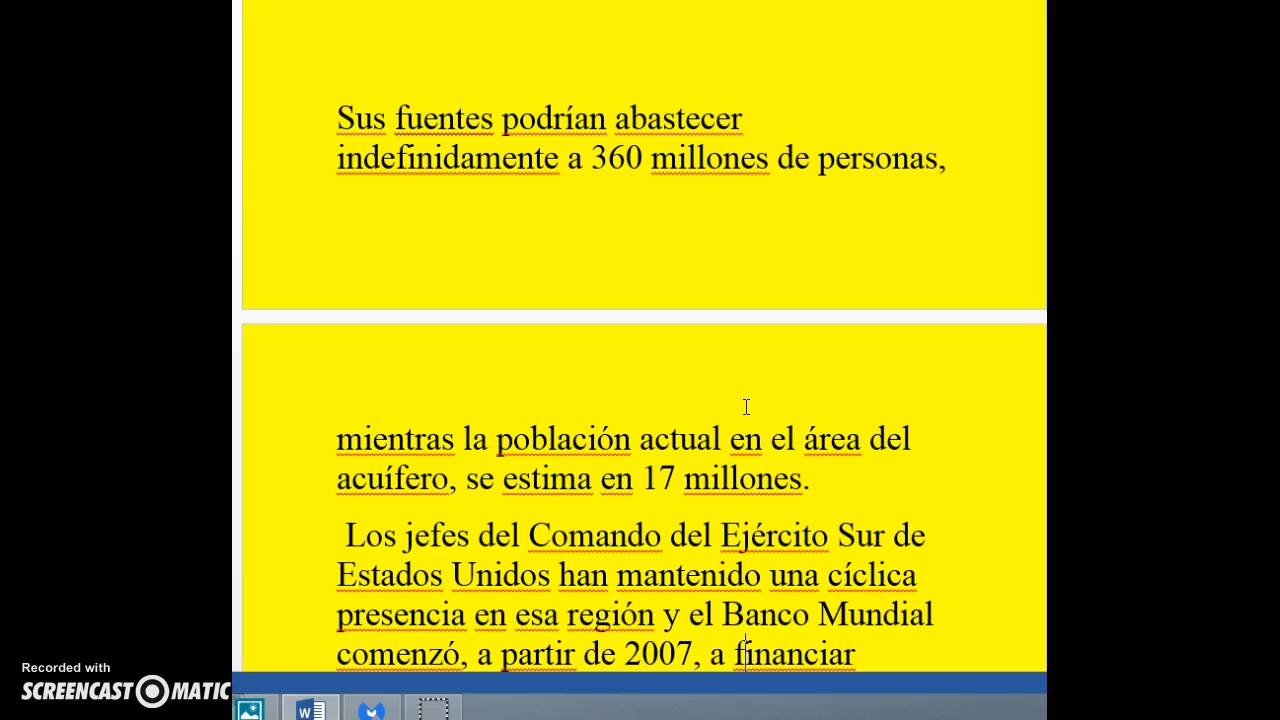 Sus fuentes podrían abastecer
indefinidamente a 360 millones de personas,
mientras la población actual en el área del
acuífero, se estima en 17 millones.
Los jefes del Comando del Ejército Sur de
Estados Unidos han mantenido una cíclica
presencia en esa región y el Banco Mundial
comenzó, a partir de 2007, a financiar
Recorded with
SCREENCAST-O-MATIC
W